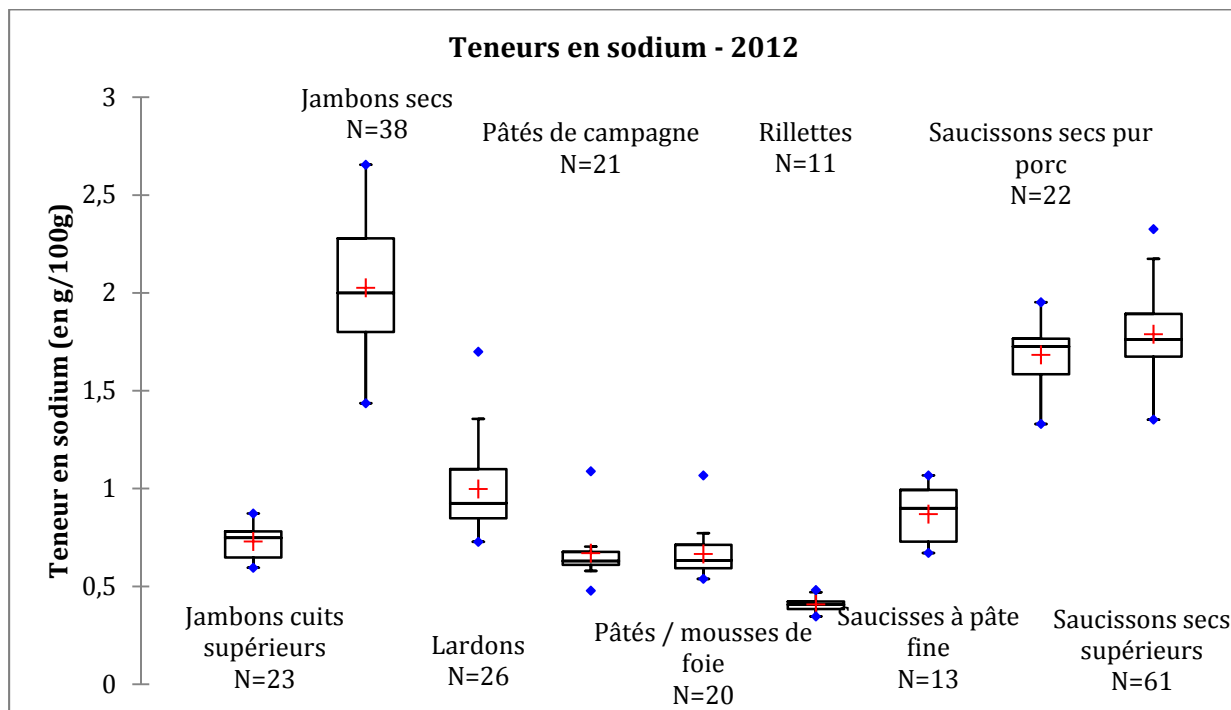 Teneurs en sodium - 2012
Teneur en sodium (en g/100g)
3
2,5
2
1,5
1
0,5
0
Jambons secs
N=38
Pâtés de campagne
N=21
Rillettes
N=11
Saucissons secs pur
porc
N=22
Jambons cuits
supérieurs
N=23
Lardons
N=26
Pâtés / mousses de
foie
N=20
Saucisses à pâte
fine
N=13
Saucissons secs
supérieurs
N=61